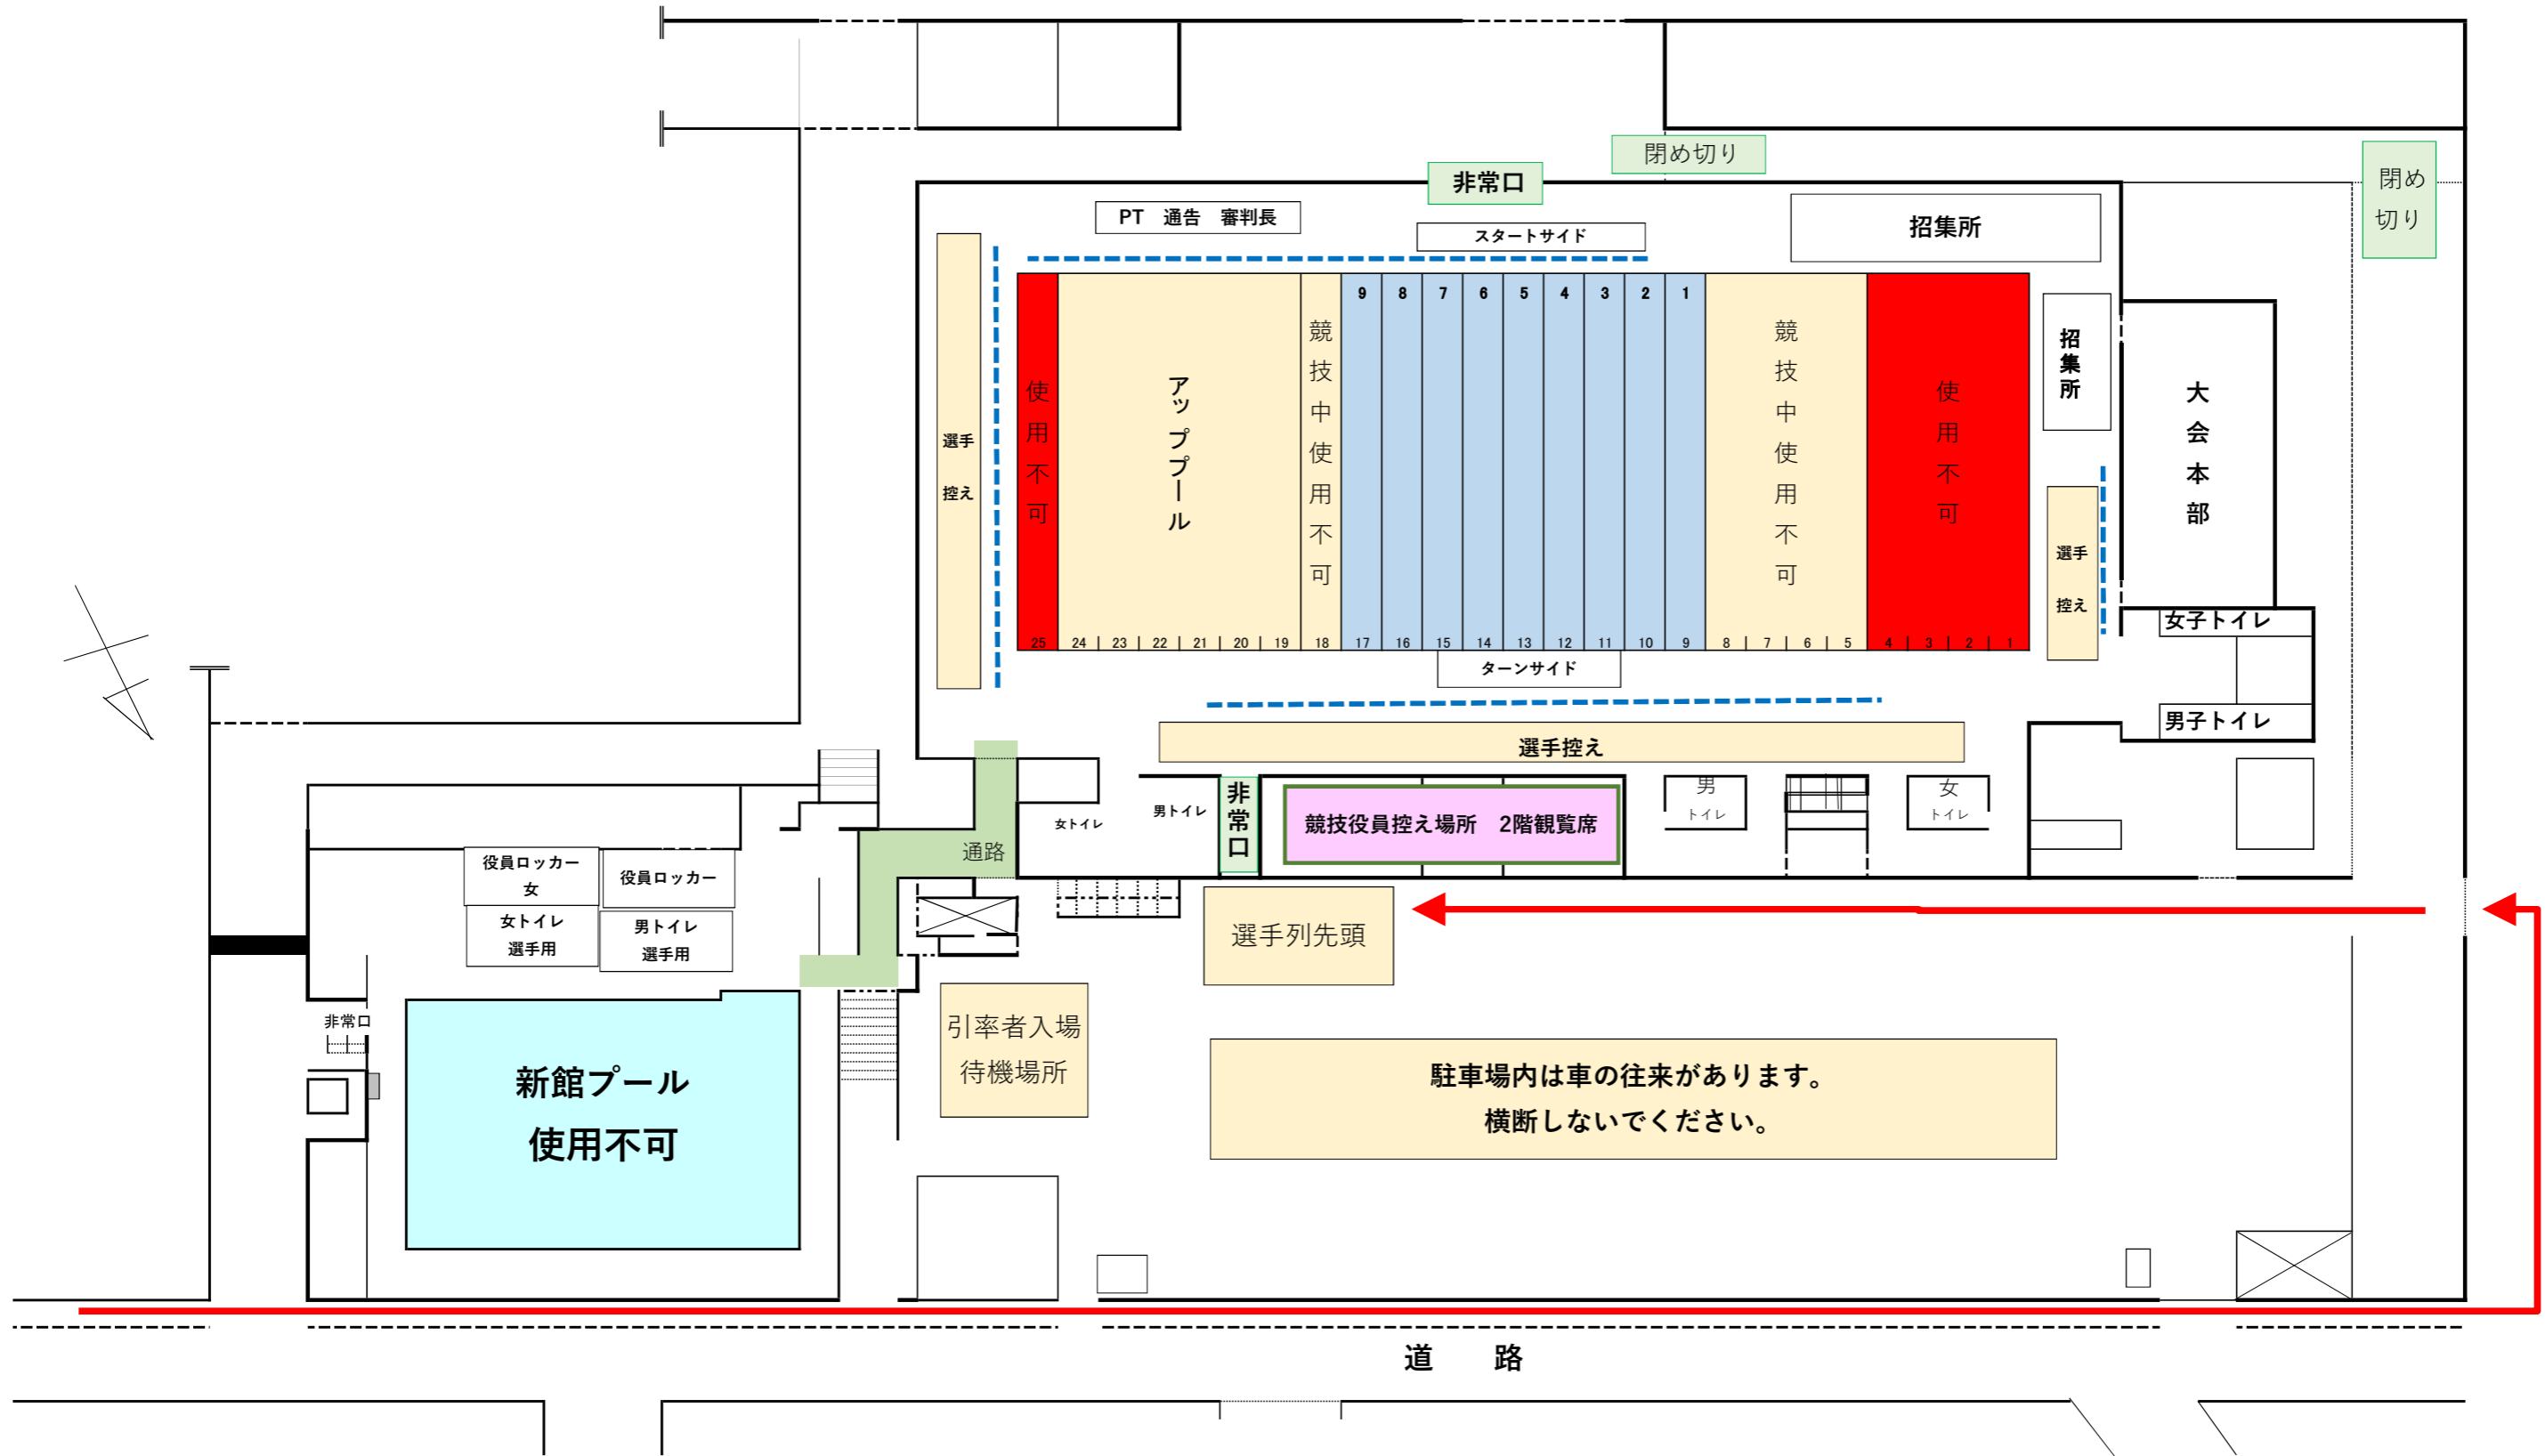 閉め切り
閉め
切り
非常口
PT　通告　審判長
スタートサイド
招集所
9 8 7 6 5 4 3 2 1
選手
控え
使用不可
アッププール
競技中使用不可
競技中使用不可
使用不可
招集所
大会本部
選手
控え
25 24 23 22 21 20 19 18 17 16 15 14 13 12 11 10 9 8 7 6 5 4 3 2 1
ターンサイド
女子トイレ
男子トイレ
選手控え
女トイレ
男トイレ
非常口
競技役員控え場所　2階観覧席
男
トイレ
女
トイレ
通路
役員ロッカー
女
役員ロッカー
女トイレ
選手用
男トイレ
選手用
選手列先頭
非常口
引率者入場
待機場所
新館プール
使用不可
駐車場内は車の往来があります。
横断しないでください。
道　路